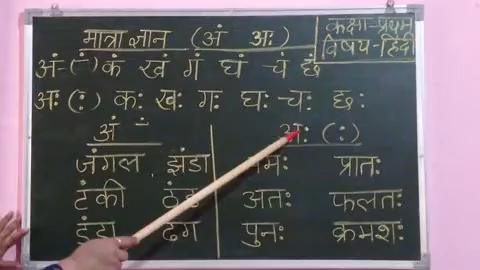 मात्रा ज्ञान (अं अः)
कक्षा-प्रथम
विषय-हिंदी
अं-(ं) कं खं गं घं चं छं
अः (ः) कः खः गः घः चः छः
अं ं अः (ः)
जंगल झंडा प्रातः
टंकी अतः फलतः
पुनः क्रमशः